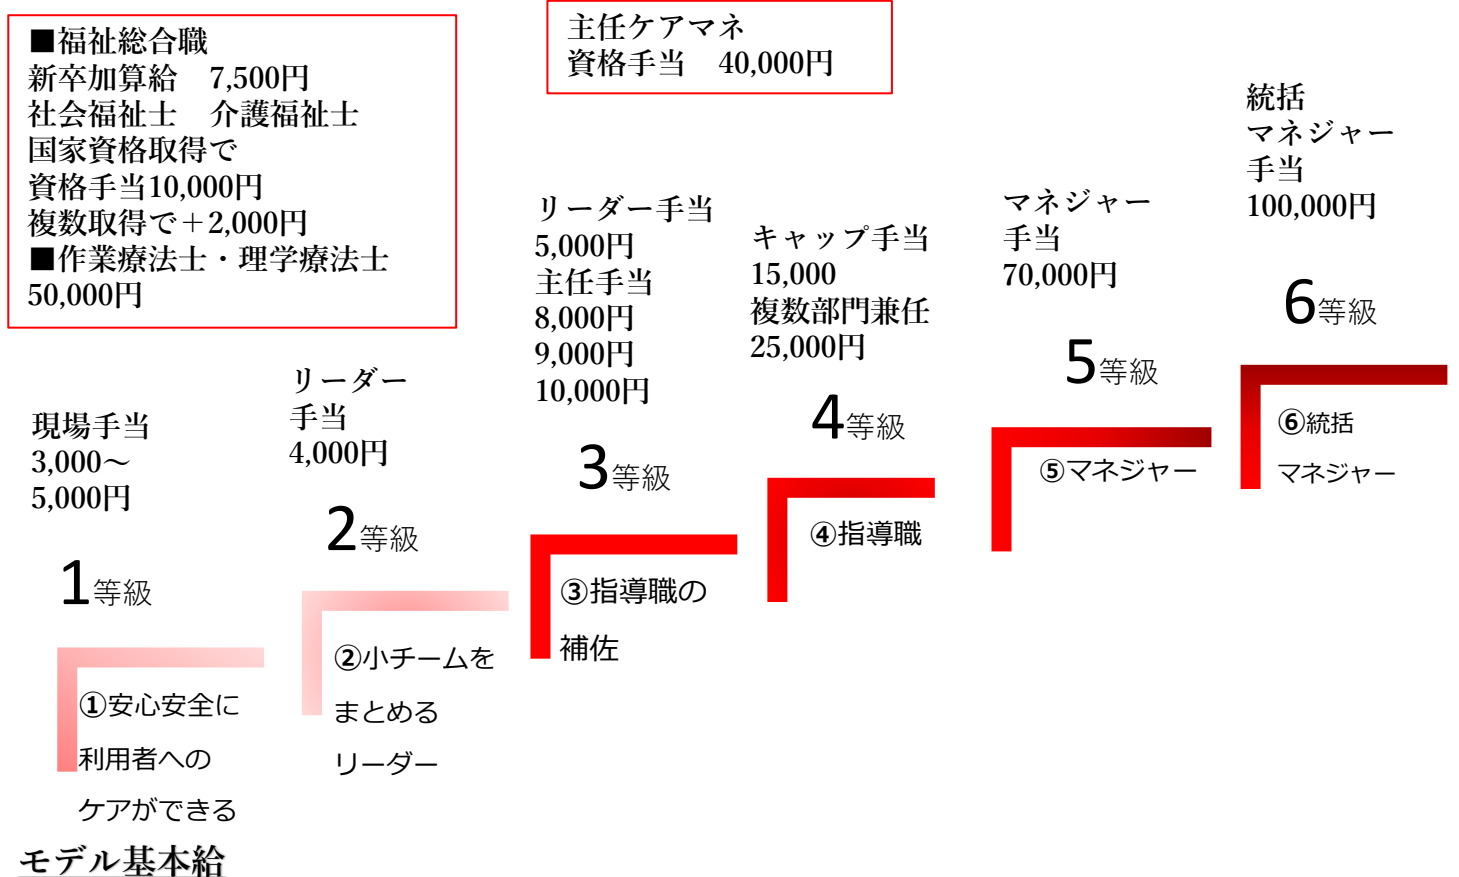 ■福祉総合職
新卒加算給　7,500円
社会福祉士　介護福祉士
国家資格取得で
資格手当10,000円
複数取得で＋2,000円
■作業療法士・理学療法士
50,000円
主任ケアマネ
資格手当　40,000円
現場手当
3,000～
5,000円
1等級
①安心安全に
利用者への
ケアができる
リーダー
手当
4,000円
2等級
②小チームを
まとめる
リーダー
リーダー手当
5,000円
主任手当
8,000円
9,000円
10,000円
3等級
③指導職の
補佐
キャップ手当
15,000
複数部門兼任
25,000円
4等級
④指導職
マネジャー
手当
70,000円
5等級
⑤マネジャー
統括
マネジャー
手当
100,000円
6等級
⑥統括
マネジャー
モデル基本給